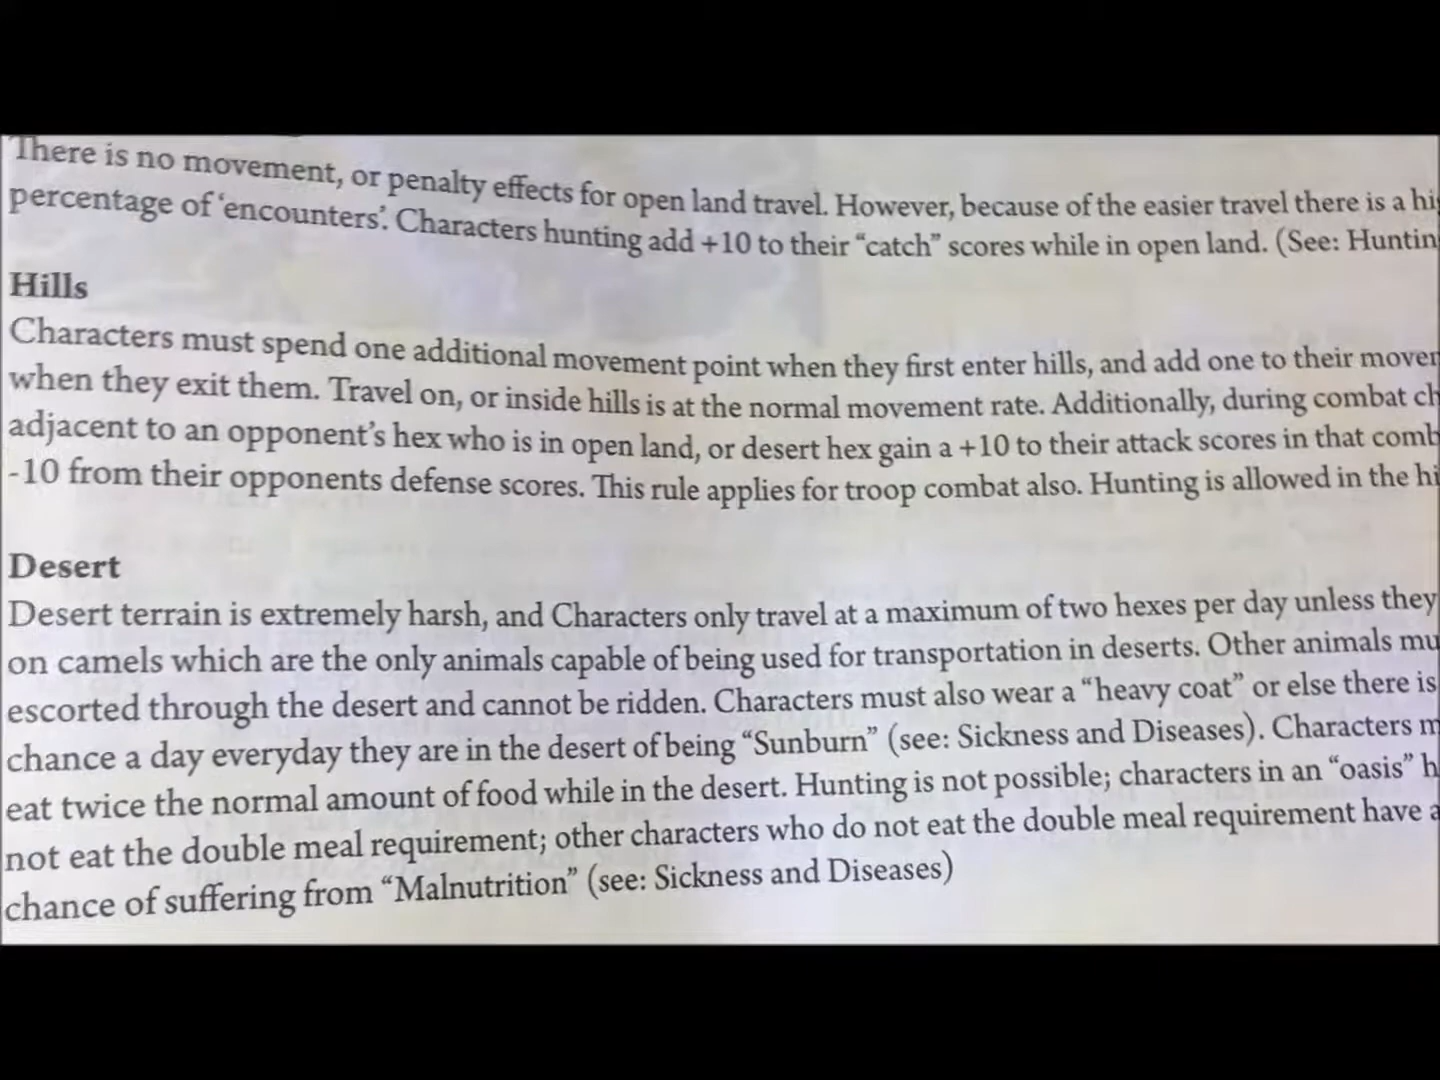 There is no movement, or penalty effects for open land travel. However, because of the easier travel there is a
percentage of 'encounters'. Characters hunting add +10 to their “catch” scores while in open land. (See:
Hills
Characters must spend one additional movement point when they first enter hills, and add one to their
when they exit them. Travel on, or inside hills is at the normal movement rate. Additionally, during combat
adjacent to an opponent's hex who is in open land, or desert hex gain a +10 to their attack scores in that
-10 from their opponents defense scores. This rule applies for troop combat also. Hunting is allowed in the
Desert
Desert terrain is extremely harsh, and Characters only travel at a maximum of two hexes per day unless they
on camels which are the only animals capable of being used for transportation in deserts. Other animals
escorted through the desert and cannot be ridden. Characters must also wear a “heavy coat” or else there is
chance a day everyday they are in the desert of being “Sunburn” (see: Sickness and Diseases). Characters
eat twice the normal amount of food while in the desert. Hunting is not possible; characters in an “oasis”
not eat the double meal requirement; other characters who do not eat the double meal requirement have a
chance of suffering from “Malnutrition” (see: Sickness and Diseases)